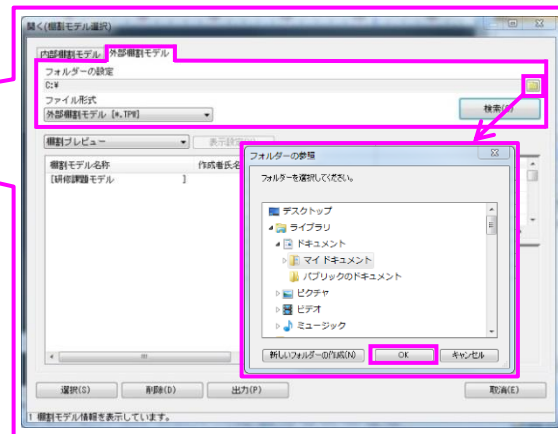 開く(棚割モデル選択)
内部棚割モデル 外部棚割モデル
フォルダーの設定
C:¥
ファイル形式
外部棚割モデル [*.TPW]
検索(
棚割プレビュー
棚割モデル名称 作成者氏名
[研修課題モデル ]
フォルダーの参照
フォルダーを選択してください。
デスクトップ
ライブラリ
ドキュメント
マイ ドキュメント
パブリックのドキュメント
ピクチャ
ビデオ
ミュージック
新しいフォルダーの作成(N) OK キャンセル
選択(S) 削除(D) 出力(P) 取消(E)
1 棚割モデル情報を表示しています。